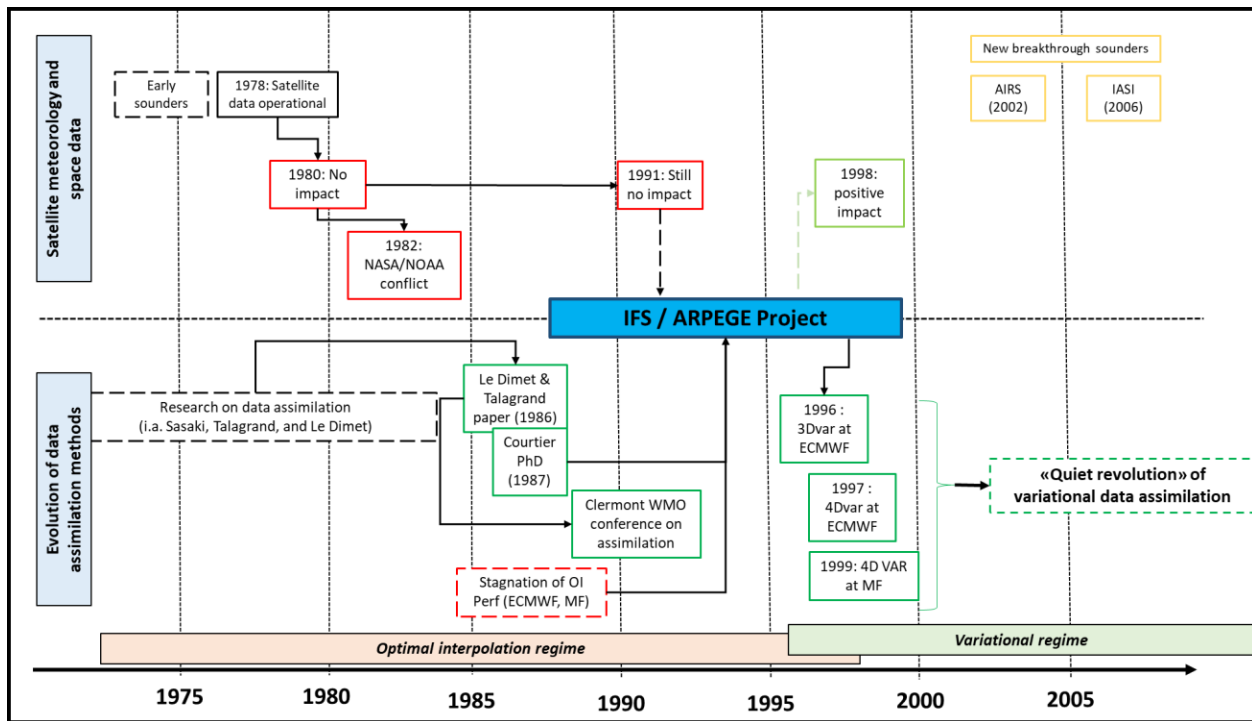 Satellite meteorology and
space data
Early
sounders
1978: Satellite
data operational
New breakthrough sounders
AIRS
(2002)
IASI
(2006)
1980: No
impact
1991: Still
no impact
1998:
positive
impact
1982:
NASA/NOAA
conflict
IFS / ARPEGE Project
Evolution of data
assimilation methods
Research on data assimilation
(i.a. Sasaki, Talagrand, and Le Dimet)
Le Dimet &
Talagrand
paper (1986)
Courtier
PhD
(1987)
Clermont WMO
conference on
assimilation
Stagnation of OI
Perf (ECMWF, MF)
1996 :
3Dvar at
ECMWF
1997 :
4Dvar at
ECMWF
1999: 4D VAR
at MF
«Quiet revolution» of
variational data assimilation
Optimal interpolation regime
Variational regime
1975
1980
1985
1990
1995
2000
2005